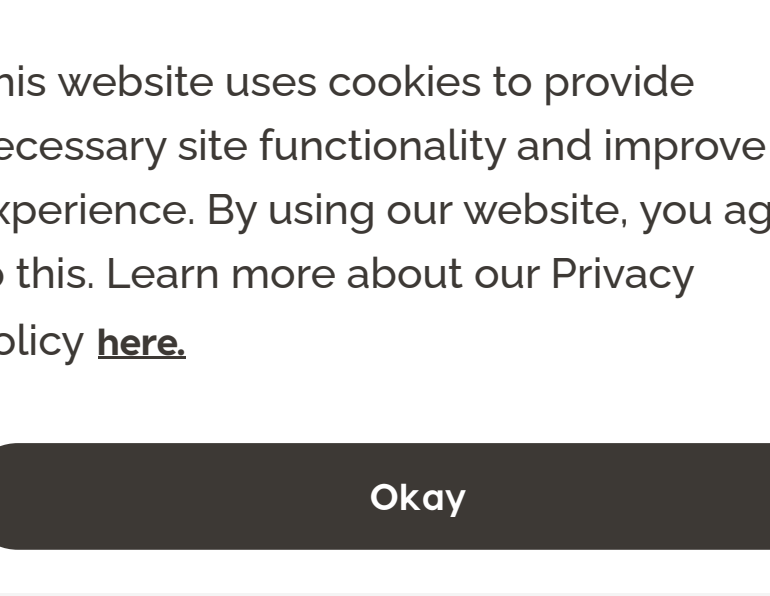 his website uses cookies to provide
ecessary site functionality and improve
xperience. By using our website, you ag
o this. Learn more about our Privacy
olicy here.
Okay